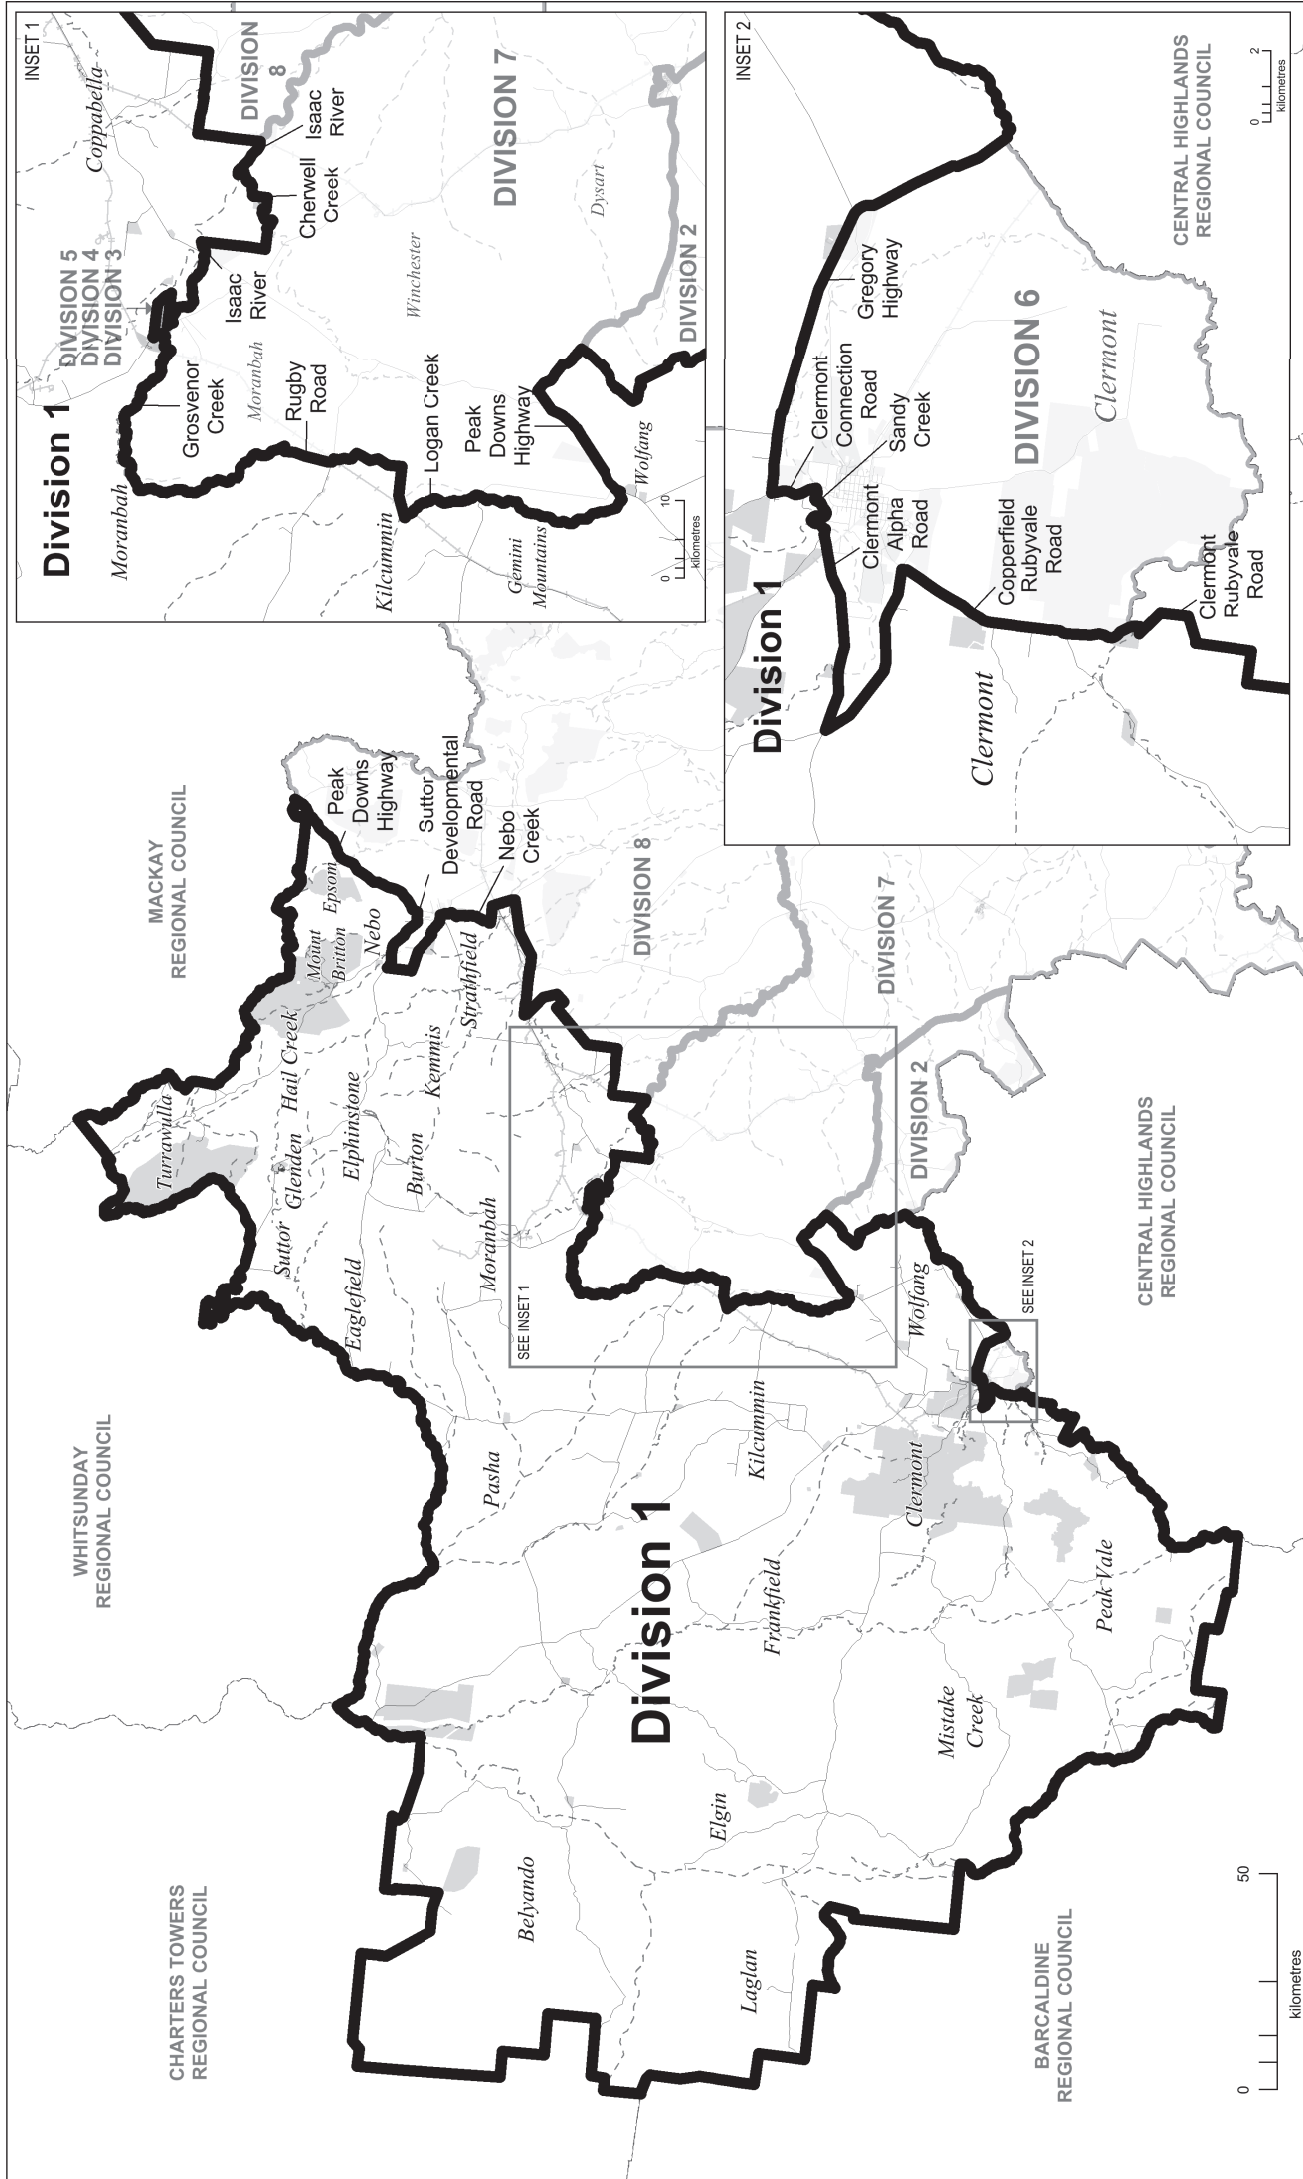 CHARTERS TOWERS
REGIONAL COUNCIL
WHITSUNDAY
REGIONAL COUNCIL
MACKAY
REGIONAL COUNCIL
Turrawulla
Hail Creek
Mount
Britton
Epsom
Nebo
Suttor
Glenden
Elphinstone
Eaglefield
Burton
Kemmis
Strathfield
Moranbah
Pasha
Belyando
Division 1
Elgin
Frankfield
Kilcummin
Laglan
Mistake
Creek
Clermont
Wolfang
Peak Vale
Peak
Downs
Highway
Suttor
Developmental
Road
Nebo
Creek
DIVISION 8
DIVISION 7
DIVISION 2
SEE INSET 1
SEE INSET 2
BARCALDINE
REGIONAL COUNCIL
CENTRAL HIGHLANDS
REGIONAL COUNCIL
0
50
kilometres
INSET 1
Division 1
DIVISION 5
DIVISION 4
DIVISION 3
Coppabella
DIVISION
8
Moranbah
Grosvenor
Creek
Isaac
River
Cherwell
Creek
Isaac
River
Moranbah
Rugby
Road
Winchester
DIVISION 7
Kilcummin
Logan Creek
Peak
Downs
Highway
Dysart
Gemini
Mountains
Wolfang
DIVISION 2
0
10
kilometres
INSET 2
Division 1
Clermont
Connection
Road
Gregory
Highway
Sandy
Creek
Clermont
Alpha
Road
Clermont
Copperfield
Rubyvale
Road
DIVISION 6
Clermont
Clermont
Rubyvale
Road
CENTRAL HIGHLANDS
REGIONAL COUNCIL
0
2
kilometres